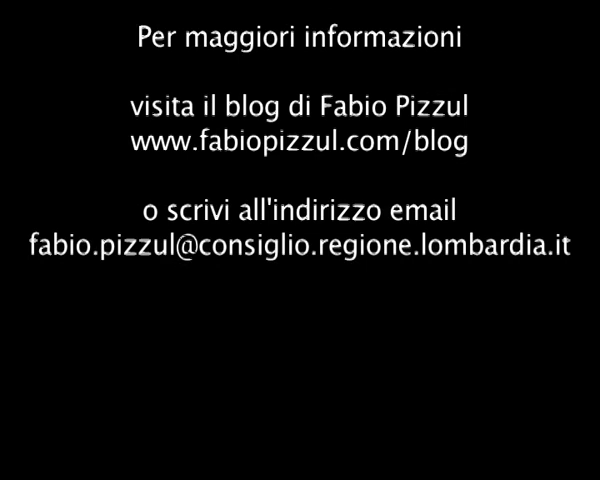 Per maggiori informazioni
visita il blog di Fabio Pizzul
www.fabiopizzul.com/blog
o scrivi all'indirizzo email
fabio.pizzul@consiglio.regione.lombardia.it